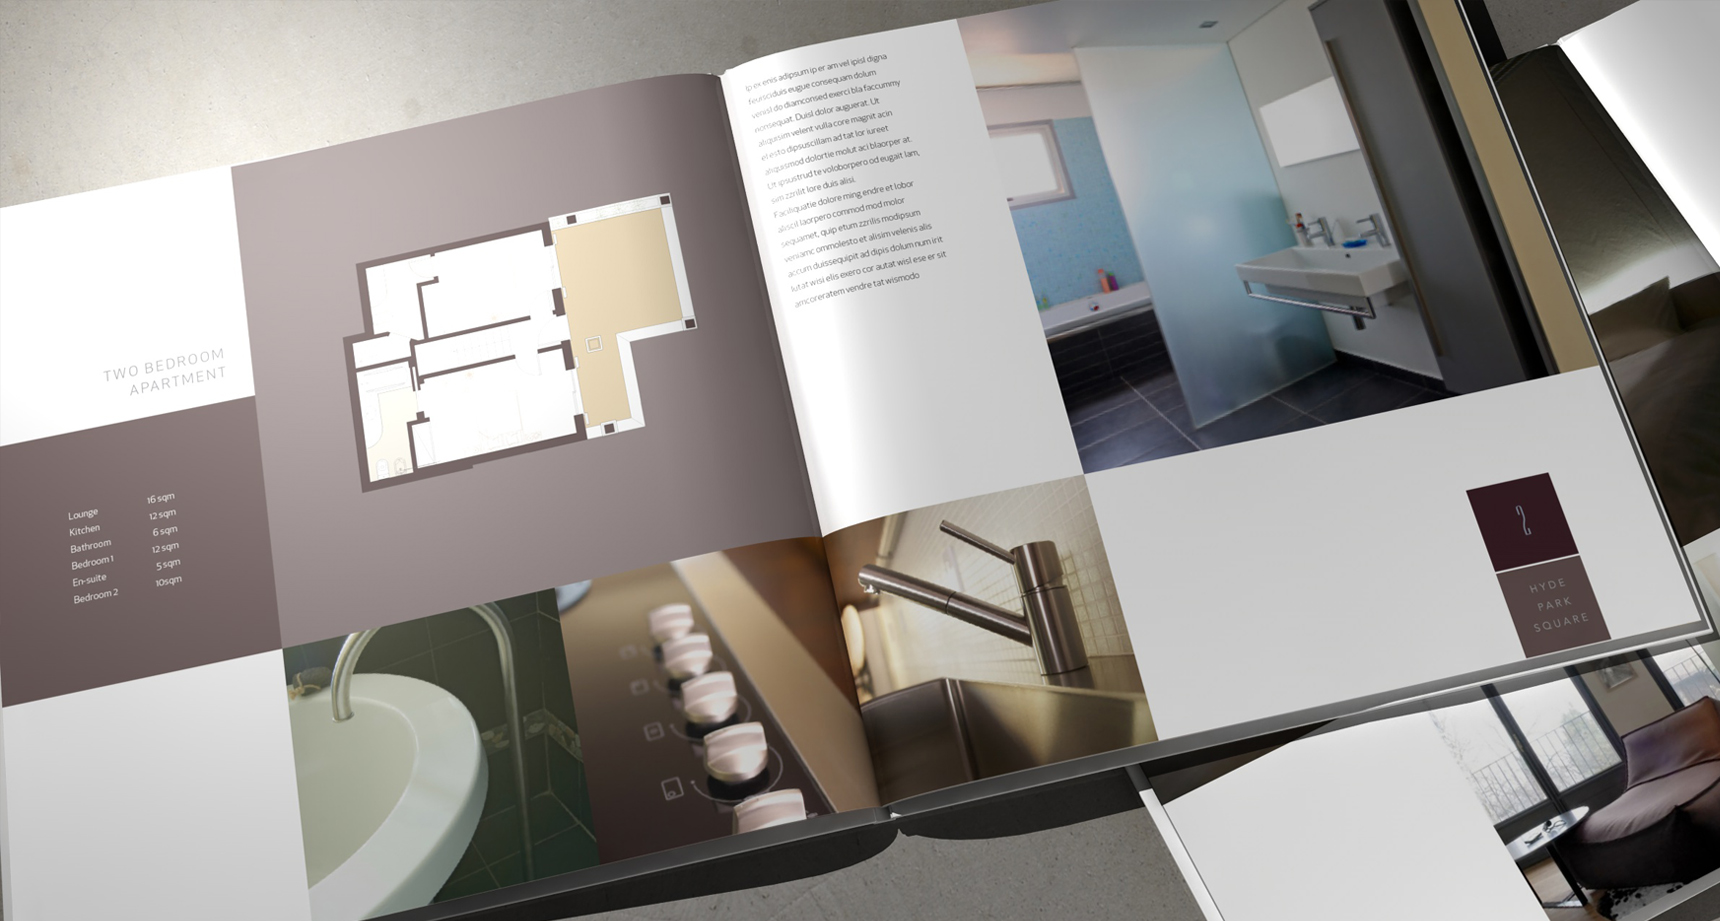 TWO BEDROOM
APARTMENT
Lounge 16 sqm
Kitchen 12 sqm
Bathroom 6 sqm
Bedroom 1 12 sqm
En-suite 5 sqm
Bedroom 2 10sqm
ip ex enis adipsum ip er am vel ipisl digna
feuisciduis eugue consequam dolum
venisl do diamconsed exerci bla faccummy
nonsequat. Duisl dolor auguerat. Ut
aliquisim velent vulla core magnit acin
el esto dipsuscillam ad tat lor iureet
aliquismod dolortie molut aci blaorper at.
Ut ipsustrud te voloborpero od eugait lam,
sim zzrilit lore duis alisi.
Faciliquatie dolore ming endre et lobor
aliscil laorpero commod mod molor
sequamet, quip etum zzrilis modipsum
veniamc ommolesto et alisim velenis alis
accum duissequipit ad dipis dolum num irit
lutat wisi elis exero cor autat wisl ese er sit
amcoreratem vendre tat wismodo
2
HYDE
PARK
SQUARE